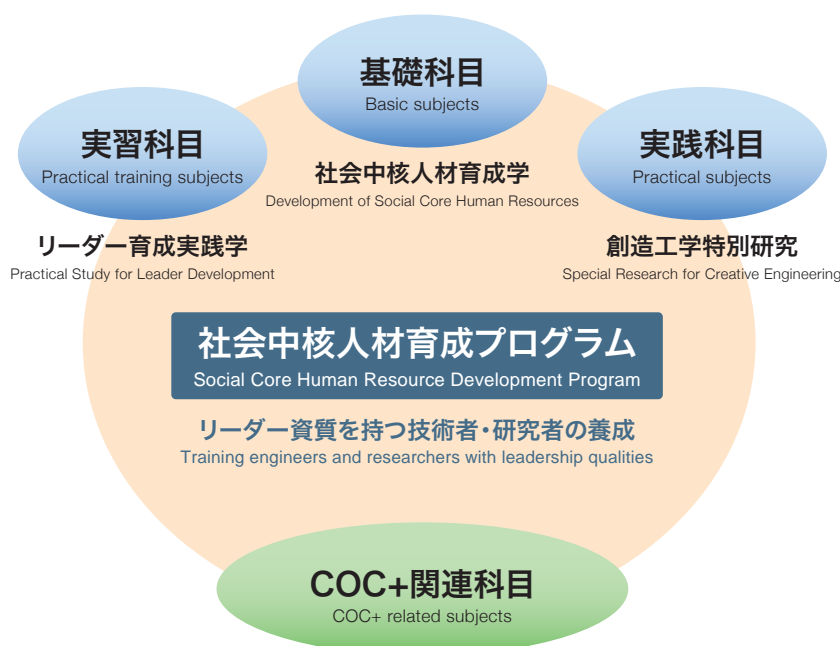 基礎科目
Basic subjects
実習科目
Practical training subjects
実践科目
Practical subjects
社会中核人材育成学
Development of Social Core Human Resources
リーダー育成実践学
Practical Study for Leader Development
創造工学特別研究
Special Research for Creative Engineering
社会中核人材育成プログラム
Social Core Human Resource Development Program
リーダー資質を持つ技術者・研究者の養成
Training engineers and researchers with leadership qualities
COC+関連科目
COC+ related subjects